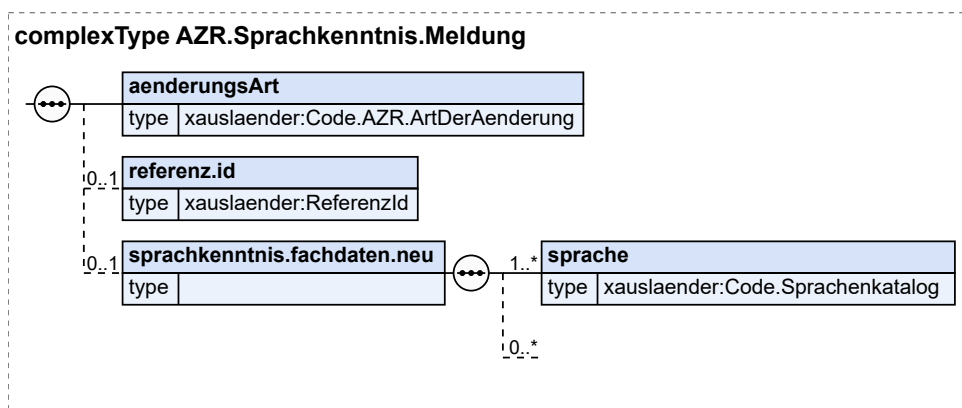 complexType AZR.Sprachkenntnis.Meldung
aenderungsArt
type xauslaender:Code.AZR.ArtDerAenderung
0..1 referenz.id
type xauslaender:ReferenzId
0..1 sprachkenntnis.fachdaten.neu 1..* sprache
type type xauslaender:Code.Sprachenkatalog
0..*